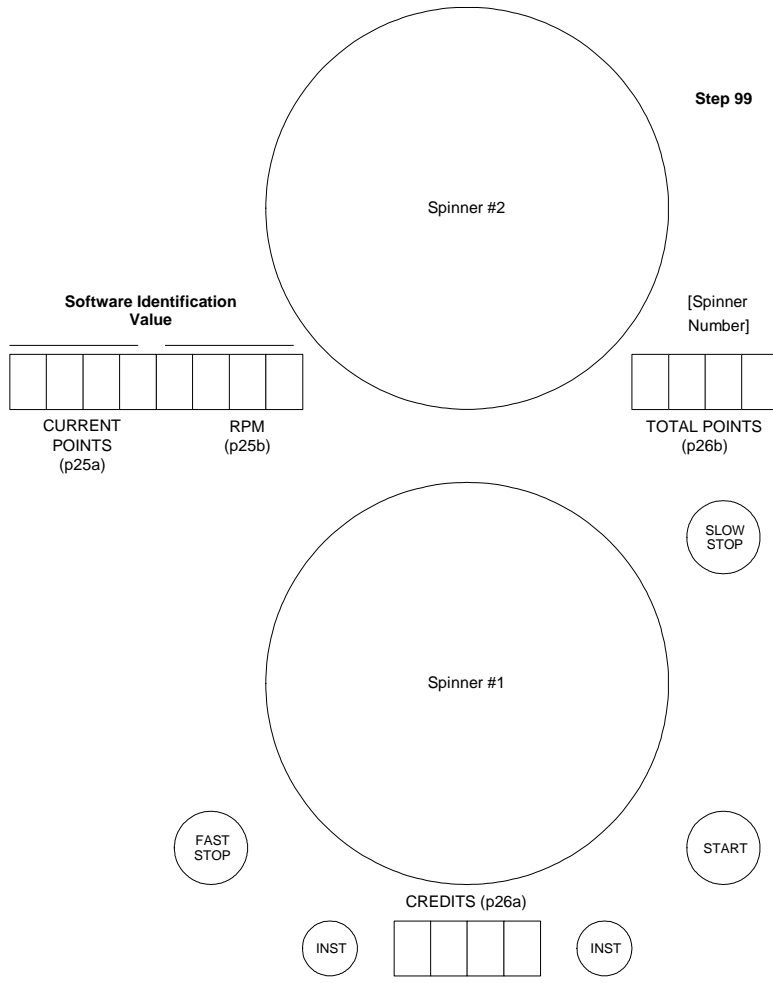 Step 99
Spinner #2
Software Identification
Value
[Spinner
Number]
CURRENT
POINTS
(p25a)
RPM
(p25b)
TOTAL POINTS
(p26b)
SLOW
STOP
Spinner #1
FAST
STOP
START
CREDITS (p26a)
INST
INST